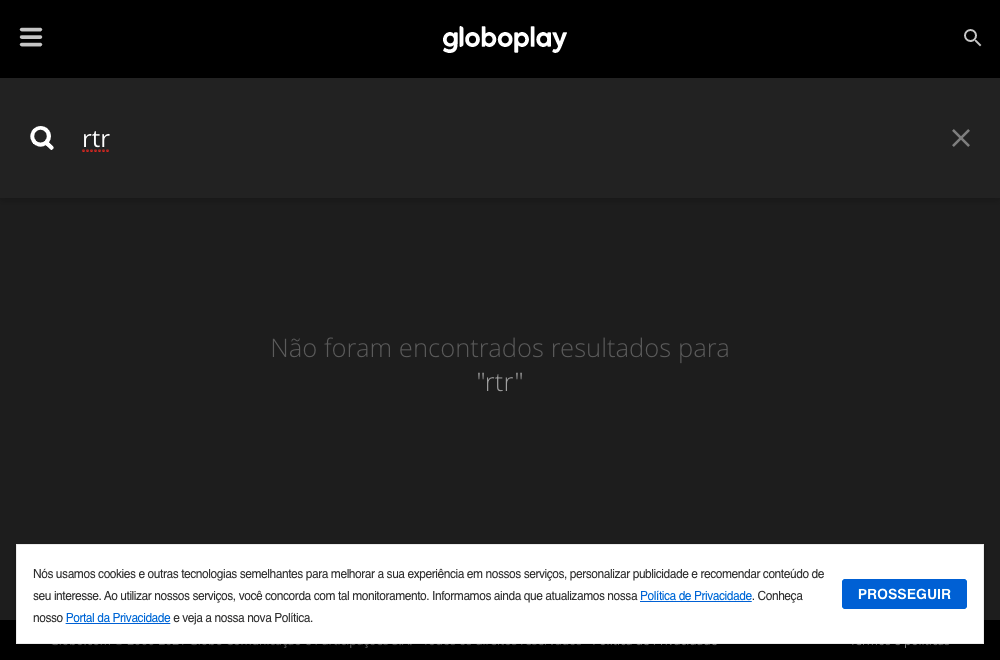 globoplay
rtr
Não foram encontrados resultados para
"rtr"
Nós usamos cookies e outras tecnologias semelhantes para melhorar a sua experiência em nossos serviços, personalizar publicidade e recomendar conteúdo de
seu interesse. Ao utilizar nossos serviços, você concorda com tal monitoramento. Informamos ainda que atualizamos nossa Política de Privacidade. Conheça
nosso Portal da Privacidade e veja a nossa nova Política.
PROSSEGUIR